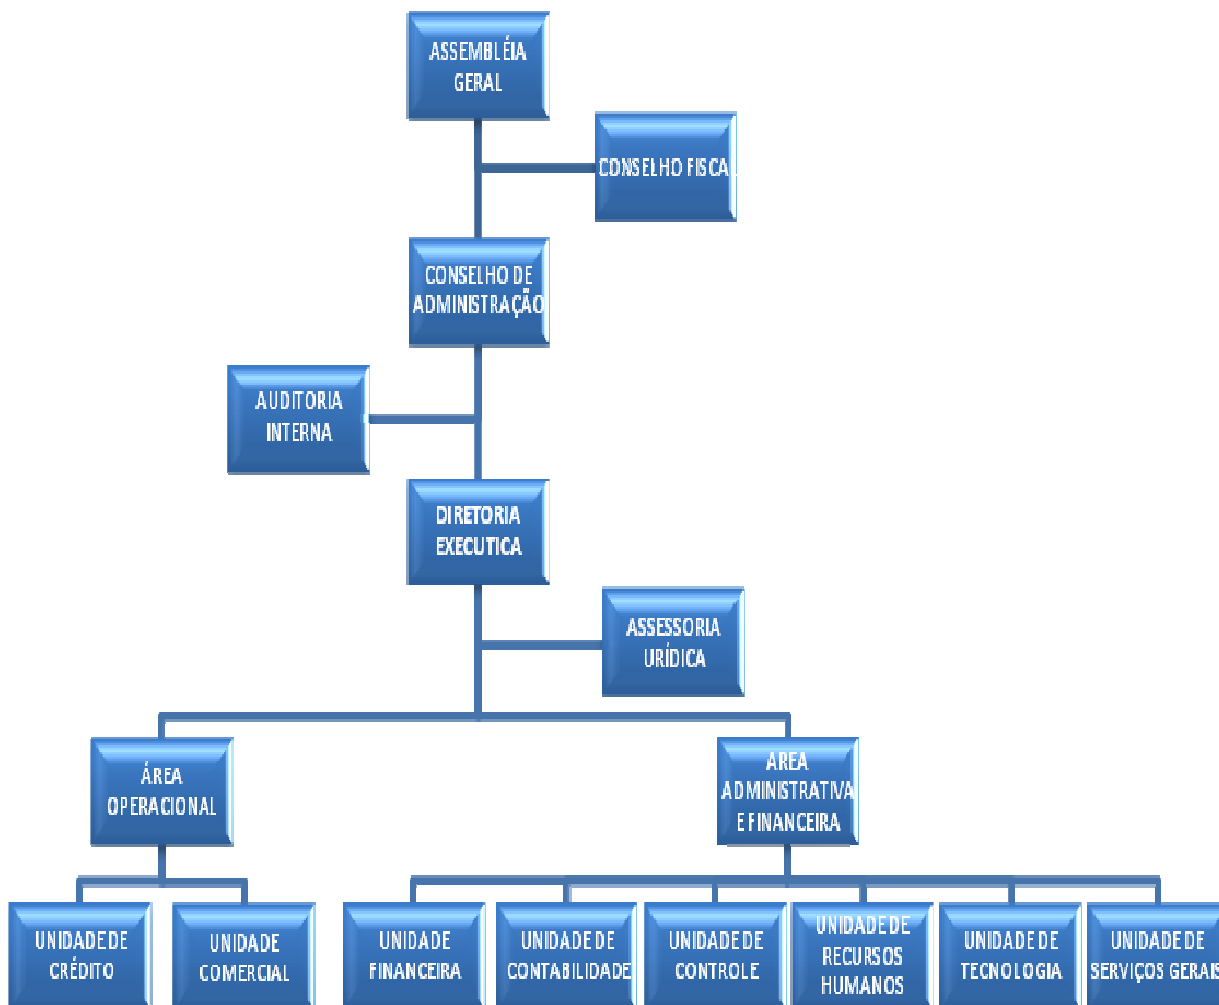 ASSEMBLÉIA
GERAL
CONSELHO FISCAL
CONSELHO DE
ADMINISTRAÇÃO
AUDITORIA
INTERNA
DIRETORIA
EXECUTICA
ASSESSORIA
URÍDICA
ÁREA
OPERACIONAL
AREA
ADMINISTRATIVA
E FINANCEIRA
UNIDADE DE
CRÉDITO
UNIDADE
COMERCIAL
UNIDADE
FINANCEIRA
UNIDADE DE
CONTABILIDADE
UNIDADE DE
CONTROLE
UNIDADE DE
RECURSOS
HUMANOS
UNIDADE DE
TECNOLOGIA
UNIDADE DE
SERVIÇOS GERAIS